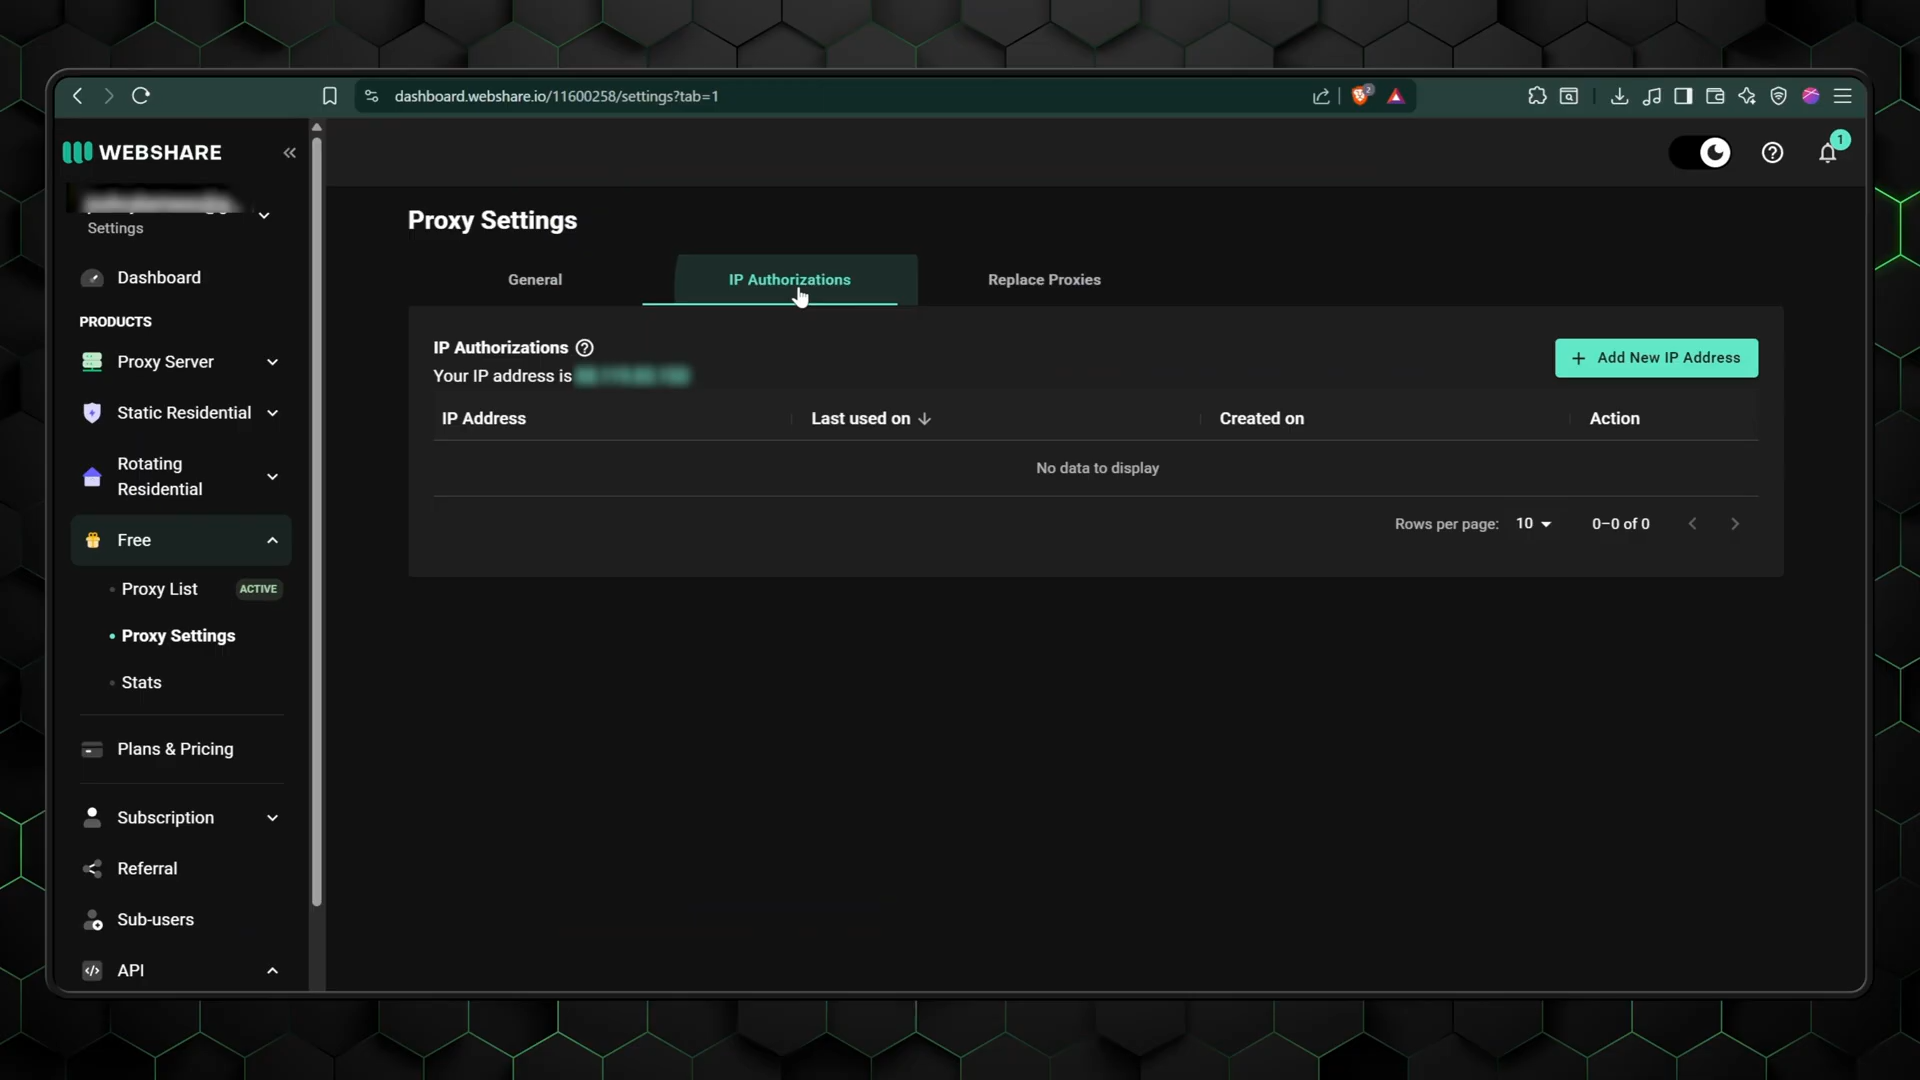 dashboard.webshare.io/11600258/settings?tab=1
2
WEBSHARE
1
Settings
Dashboard
PRODUCTS
Proxy Server
Static Residential
Rotating
Residential
Free
Proxy List ACTIVE
Proxy Settings
Stats
Plans & Pricing
Subscription
Referral
Sub-users
API
Proxy Settings
General IP Authorizations Replace Proxies
IP Authorizations
Your IP address is
Add New IP Address
IP Address Last used on Created on Action
No data to display
Rows per page: 10 0–0 of 0